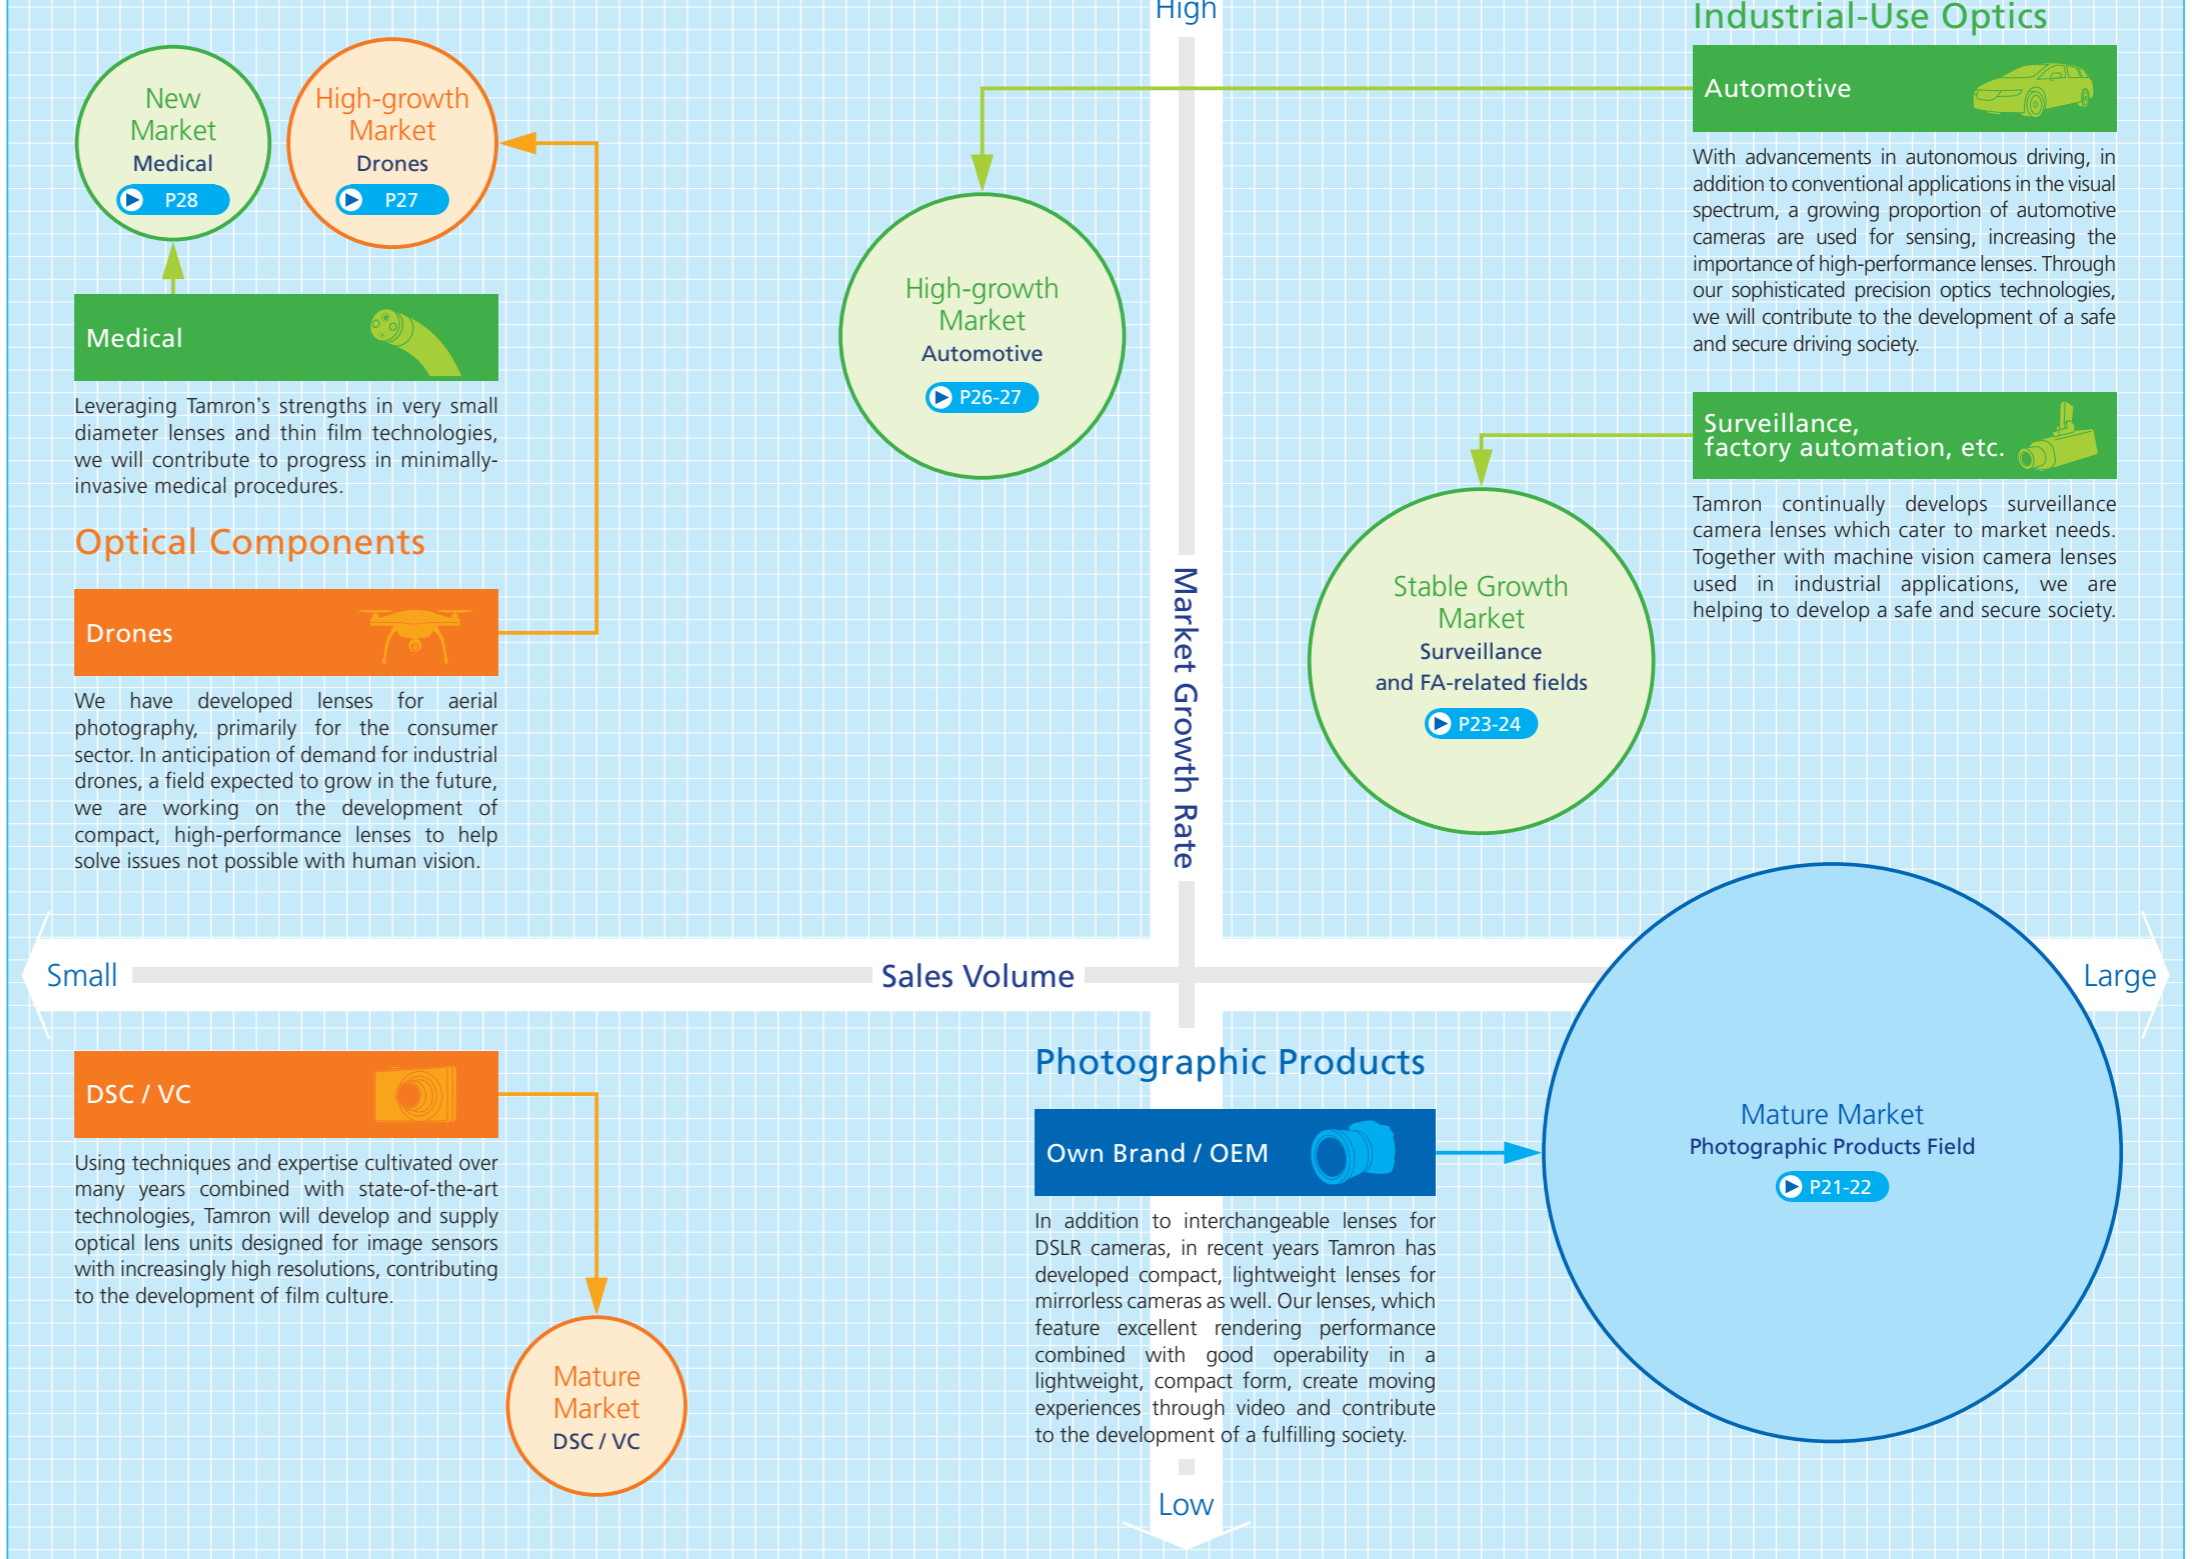 High
New
Market
Medical
P28
High-growth
Market
Drones
P27
Medical
Leveraging Tamron's strengths in very small
diameter lenses and thin film technologies,
we will contribute to progress in minimally-
invasive medical procedures.
Optical Components
Drones
We have developed lenses for aerial
photography, primarily for the consumer
sector. In anticipation of demand for industrial
drones, a field expected to grow in the future,
we are working on the development of
compact, high-performance lenses to help
solve issues not possible with human vision.
High-growth
Market
Automotive
P26-27
Industrial-Use Optics
Automotive
With advancements in autonomous driving, in
addition to conventional applications in the visual
spectrum, a growing proportion of automotive
cameras are used for sensing, increasing the
importance of high-performance lenses. Through
our sophisticated precision optics technologies,
we will contribute to the development of a safe
and secure driving society.
Surveillance,
factory automation, etc.
Tamron continually develops surveillance
camera lenses which cater to market needs.
Together with machine vision camera lenses
used in industrial applications, we are
helping to develop a safe and secure society.
Stable Growth
Market
Surveillance
and FA-related fields
P23-24
Market Growth Rate
Small
Sales Volume
Large
DSC / VC
Using techniques and expertise cultivated over
many years combined with state-of-the-art
technologies, Tamron will develop and supply
optical lens units designed for image sensors
with increasingly high resolutions, contributing
to the development of film culture.
Mature
Market
DSC / VC
Photographic Products
Own Brand / OEM
In addition to interchangeable lenses for
DSLR cameras, in recent years Tamron has
developed compact, lightweight lenses for
mirrorless cameras as well. Our lenses, which
feature excellent rendering performance
combined with good operability in a
lightweight, compact form, create moving
experiences through video and contribute
to the development of a fulfilling society.
Mature Market
Photographic Products Field
P21-22
Low